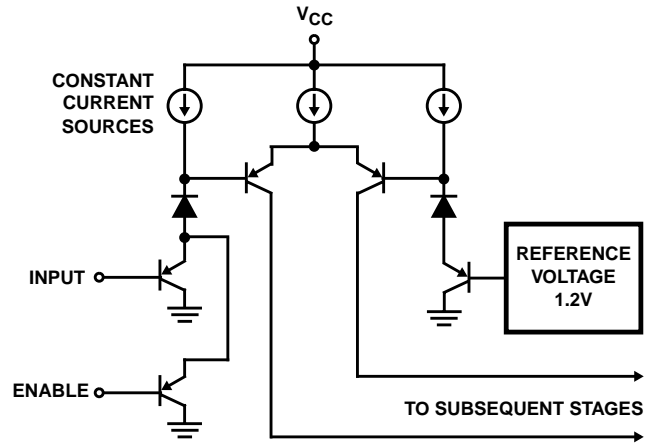 VCC
CONSTANT
CURRENT
SOURCES
INPUT
REFERENCE
VOLTAGE
1.2V
ENABLE
TO SUBSEQUENT STAGES